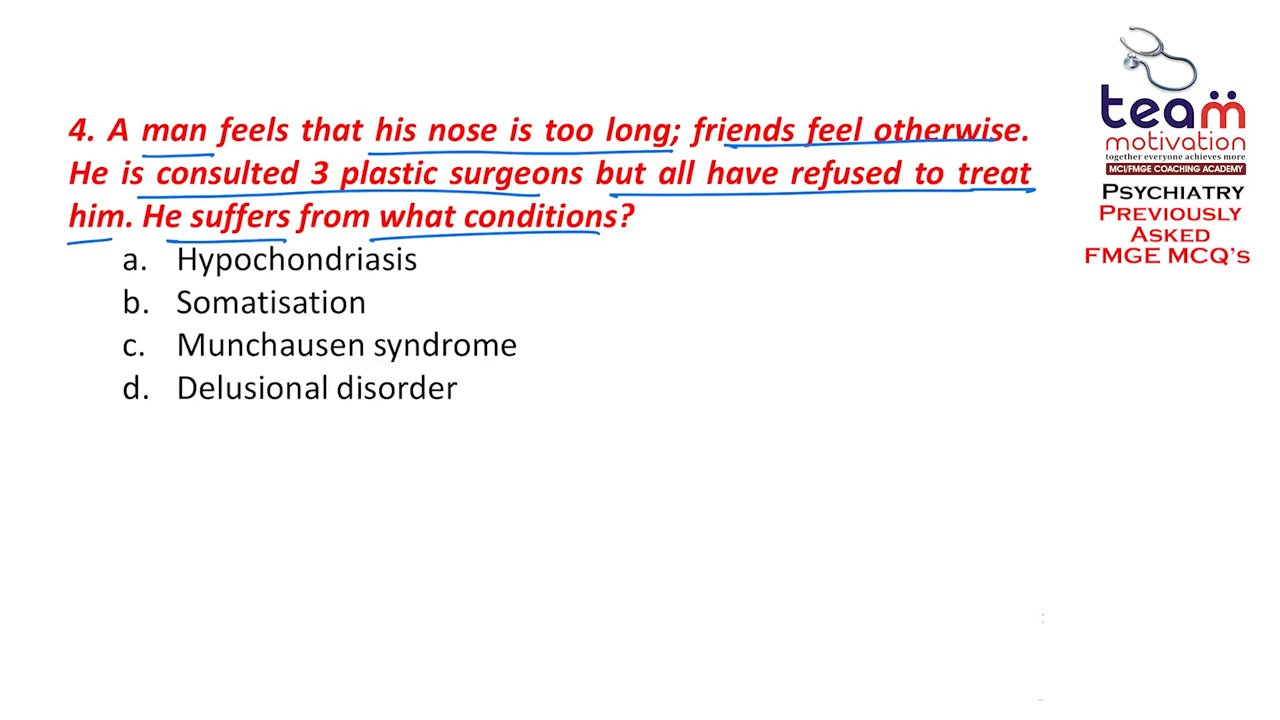 4. A man feels that his nose is too long; friends feel otherwise.
He is consulted 3 plastic surgeons but all have refused to treat
him. He suffers from what conditions?
a. Hypochondriasis
b. Somatisation
c. Munchausen syndrome
d. Delusional disorder
team
motivation
together everyone achieves more
MCI/FMGE COACHING ACADEMY
PSYCHIATRY
PREVIOUSLY
ASKED
FMGE MCQ's